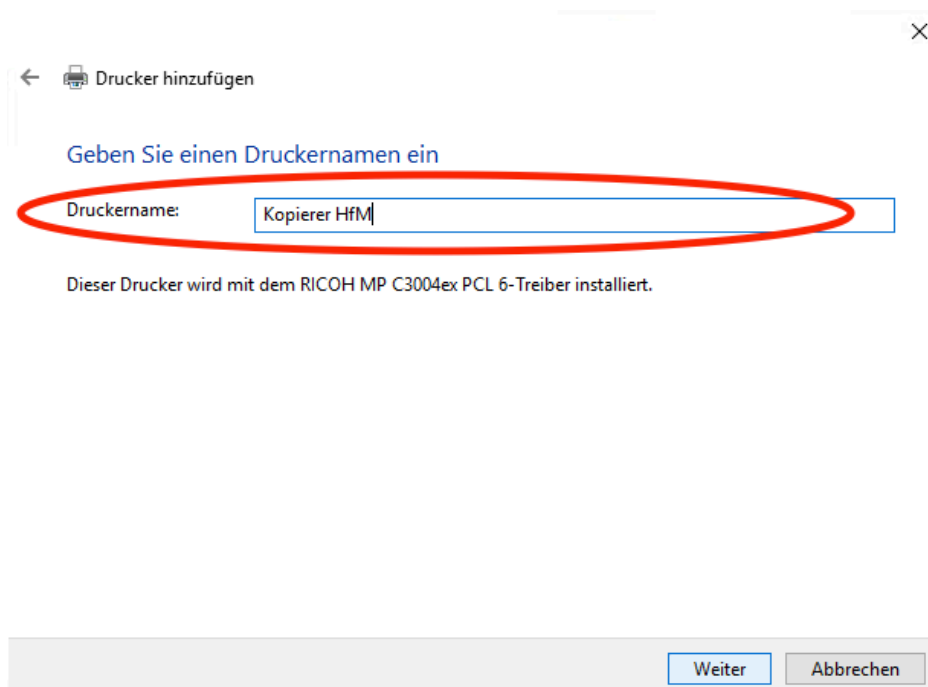 Drucker hinzufügen
Geben Sie einen Druckernamen ein
Druckername: Kopierer HfM
Dieser Drucker wird mit dem RICOH MP C3004ex PCL 6-Treiber installiert.
Weiter Abbrechen